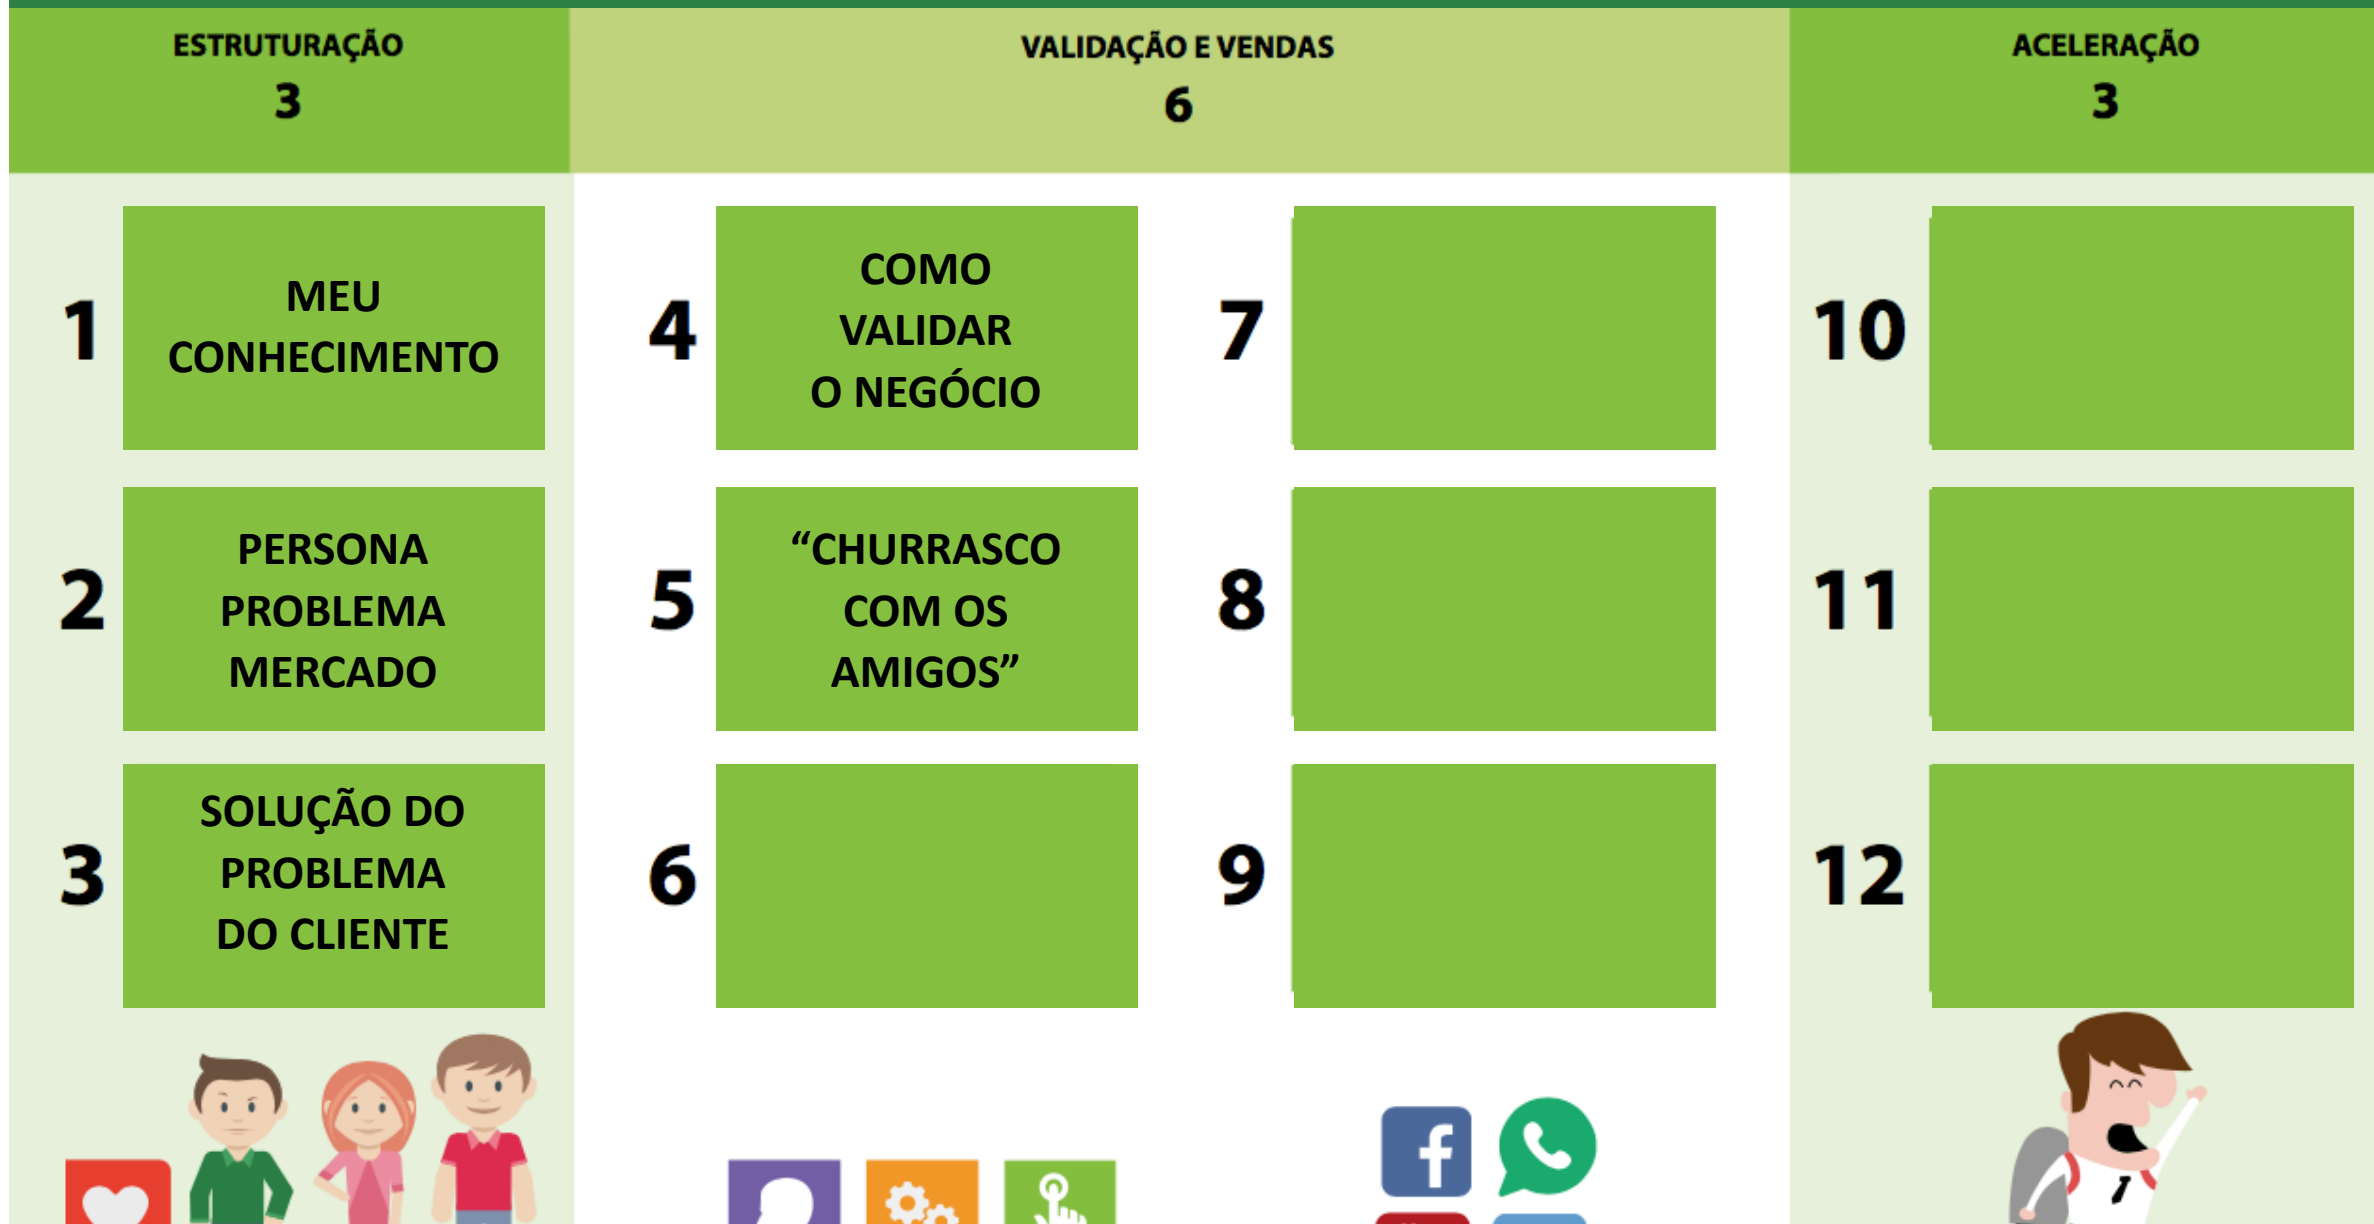 ESTRUTURAÇÃO
3
VALIDAÇÃO E VENDAS
6
ACELERAÇÃO
3
1
MEU
CONHECIMENTO
2
PERSONA
PROBLEMA
MERCADO
3
SOLUÇÃO DO
PROBLEMA
DO CLIENTE
4
COMO
VALIDAR
O NEGÓCIO
5
“CHURRASCO
COM OS
AMIGOS”
6
7
8
9
10
11
12